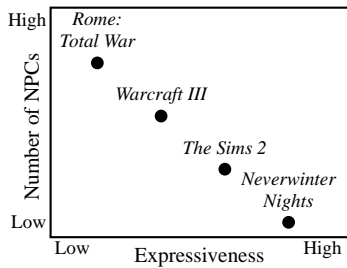 High
Rome:
Total War
Warcraft III
The Sims 2
Neverwinter
Nights
Number of NPCs
Low
Low
Expressiveness
High